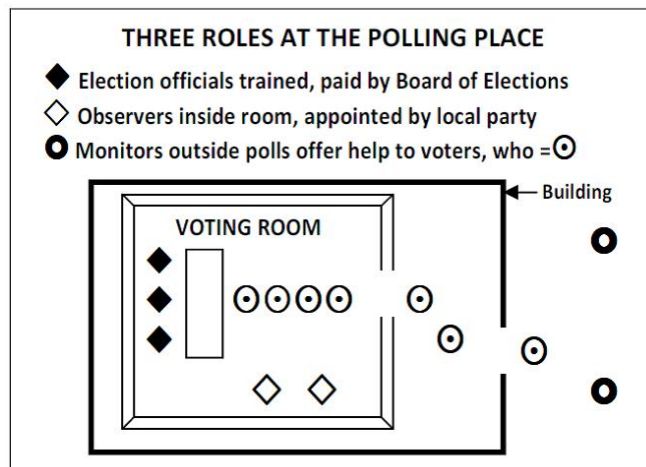 THREE ROLES AT THE POLLING PLACE
Election officials trained, paid by Board of Elections
Observers inside room, appointed by local party
Monitors outside polls offer help to voters, who =
Building
VOTING ROOM